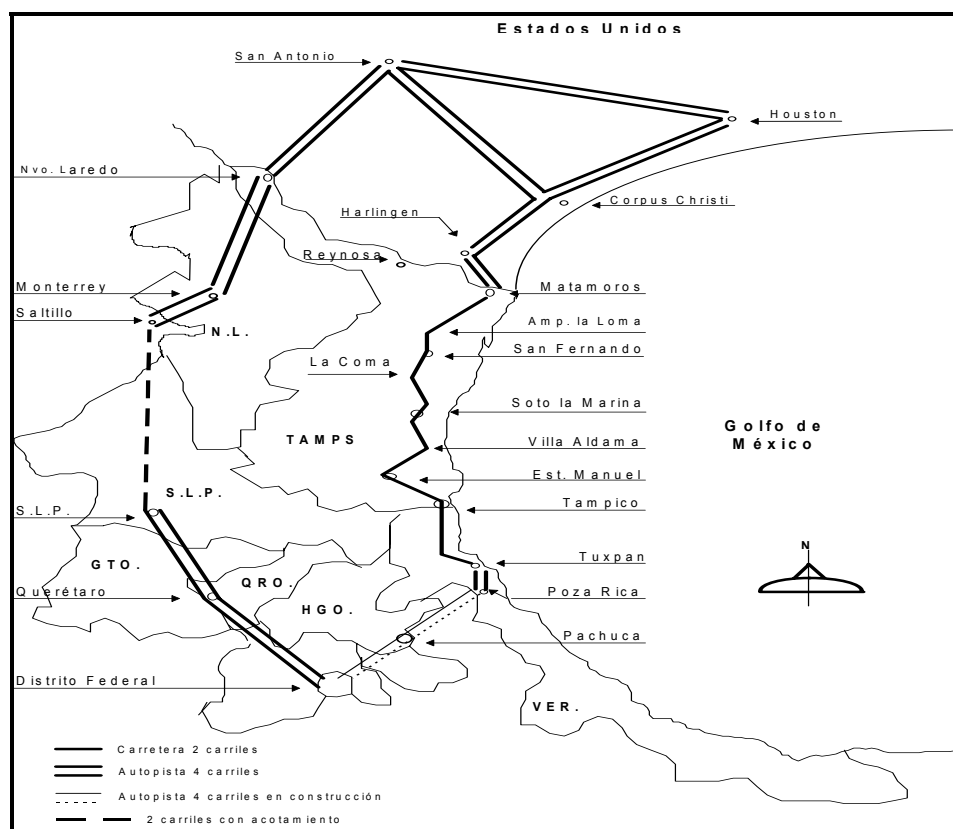 Estados Unidos
San Antonio
Houston
Nvo. Laredo
Harlingen
Corpus Christi
Reynosa
Monterrey
Matamoros
Saltillo
Amp. la Loma
N.L.
San Fernando
La Coma
Soto la Marina
Golfo de
México
TAMPS
Villa Aldama
Est. Manuel
S.L.P.
Tampico
S.L.P.
N
GTO.
Tuxpan
QRO.
Querétaro
Poza Rica
HGO.
Pachuca
Distrito Federal
VER.
Carretera 2 carriles
Autopista 4 carriles
Autopista 4 carriles en construcción
2 carriles con acotamiento